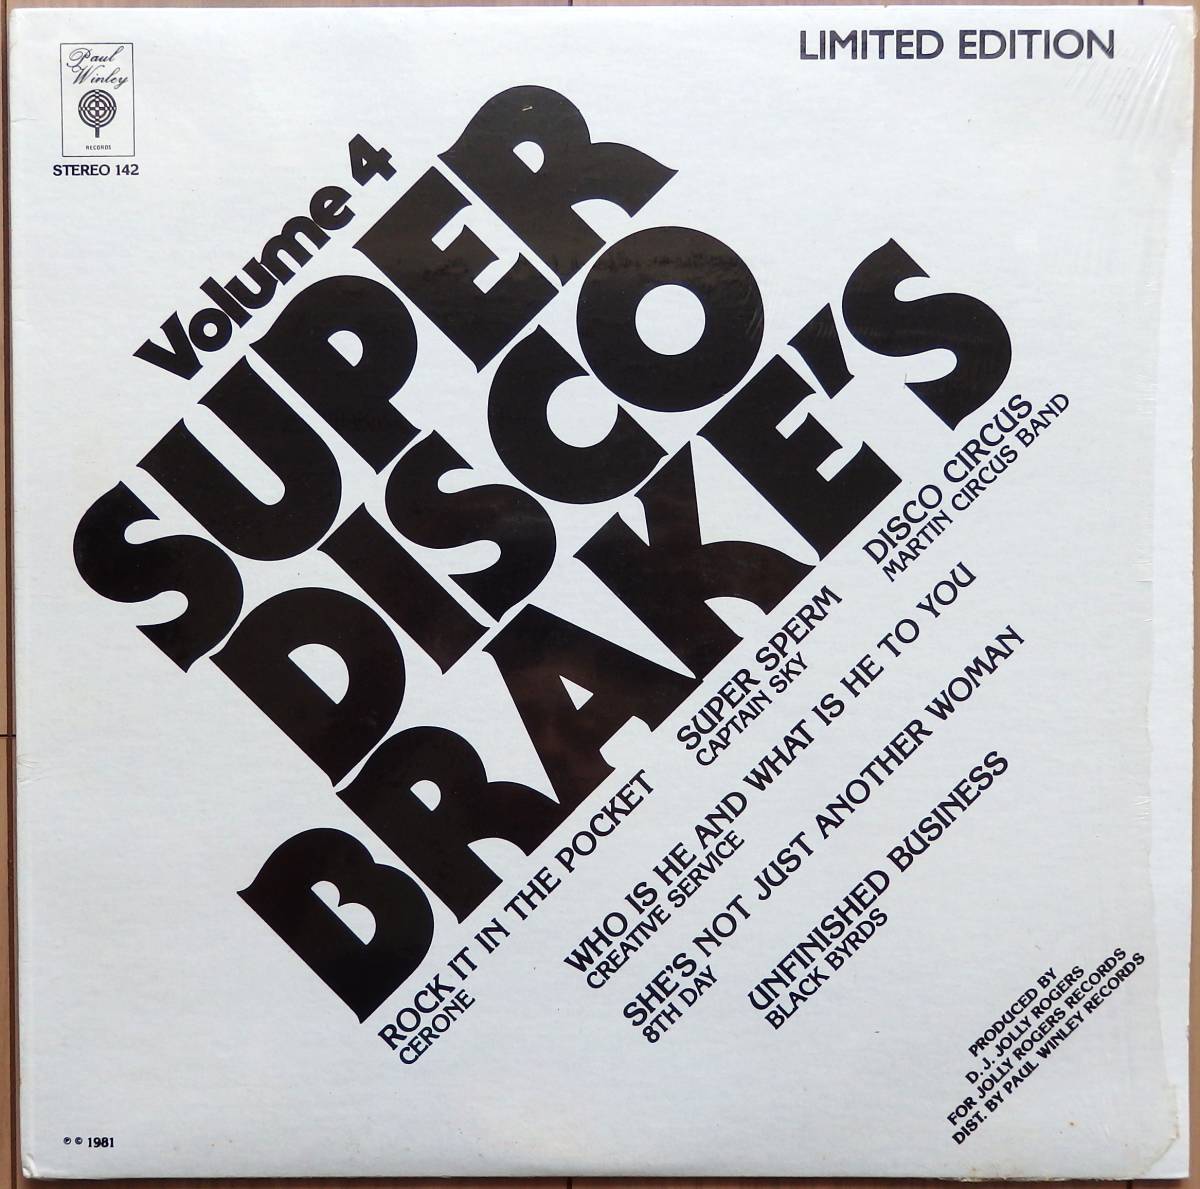 Paul
Winley
RECORDS
STEREO 142
LIMITED EDITION
Volume 4
SUPER
DISCO
BRAKE'S
ROCK IT IN THE POCKET
CERONE
SUPER SPERM
CAPTAIN SKY
DISCO CIRCUS
MARTIN CIRCUS BAND
WHO IS HE AND WHAT IS HE TO YOU
CREATIVE SERVICE
SHE'S NOT JUST ANOTHER WOMAN
8TH DAY
UNFINISHED BUSINESS
BLACK BYRDS
PRODUCED BY
D.J. JOLLY ROGERS
FOR JOLLY ROGERS RECORDS
DIST. BY PAUL WINLEY RECORDS
℗ © 1981